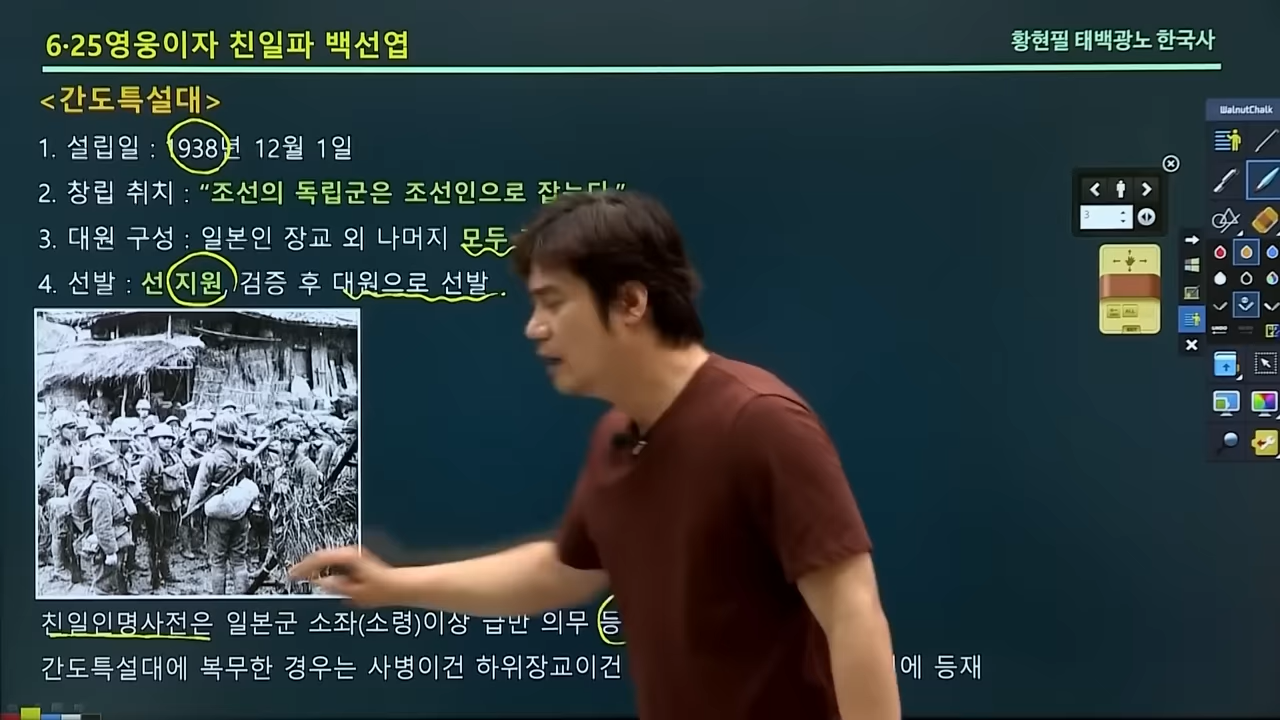 6·25영웅이자 친일파 백선엽
황현필 태백광노 한국사
<간도특설대>
1. 설립일 : 1938년 12월 1일
2. 창립 취치 : “조선의 독립군은 조선인으로 잡는다”
3. 대원 구성 : 일본인 장교 외 나머지 모두
4. 선발 : 선 지원, 검증 후 대원으로 선발
친일인명사전은 일본군 소좌(소령)이상 급만 의무 등
간도특설대에 복무한 경우는 사병이건 하위장교이건 에 등재
WalnutChalk
3